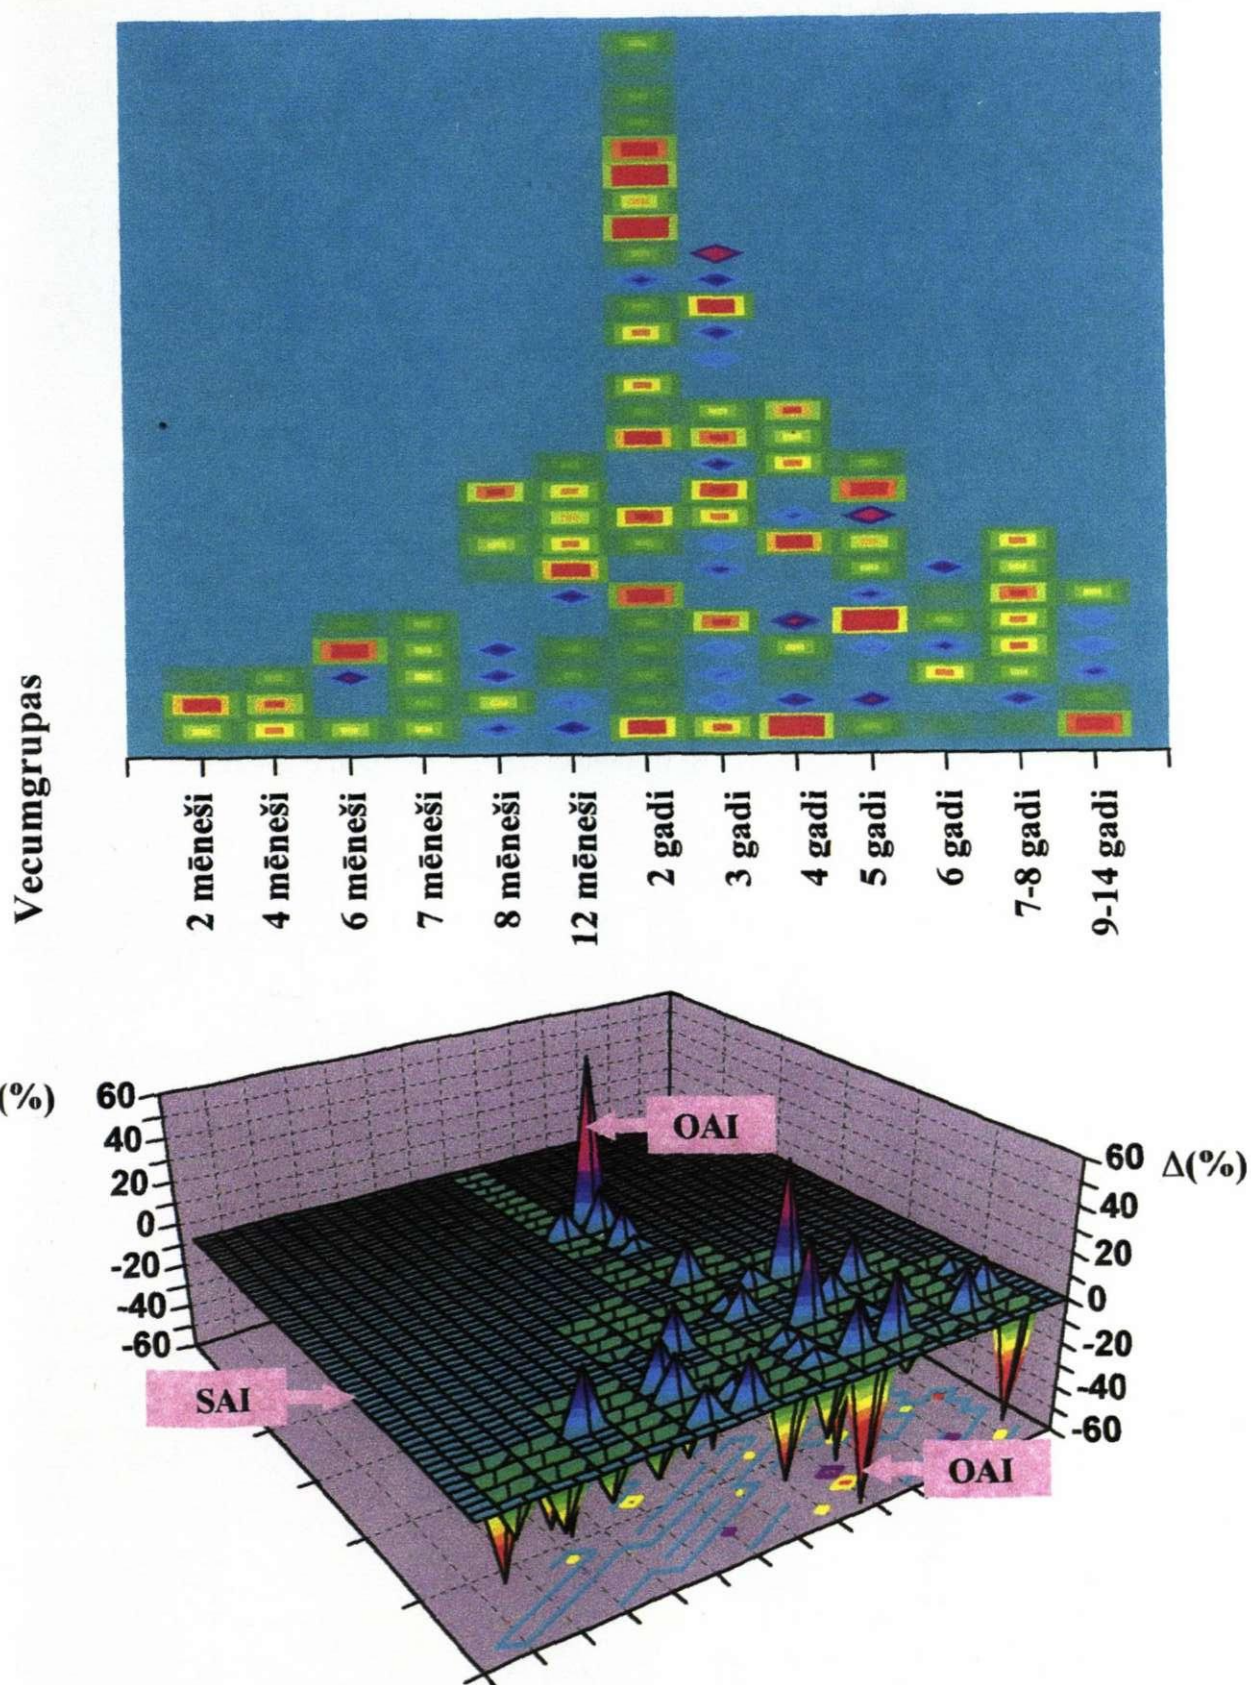 Vecumgrupas
2 mēneši
4 mēneši
6 mēneši
7 mēneši
8 mēneši
12 mēneši
2 gadi
3 gadi
4 gadi
5 gadi
6 gadi
7-8 gadi
9-14 gadi
(%)
60
40
20
0
-20
-40
-60
OAI
60 Δ(%)
40
20
0
-20
-40
-60
SAI
OAI